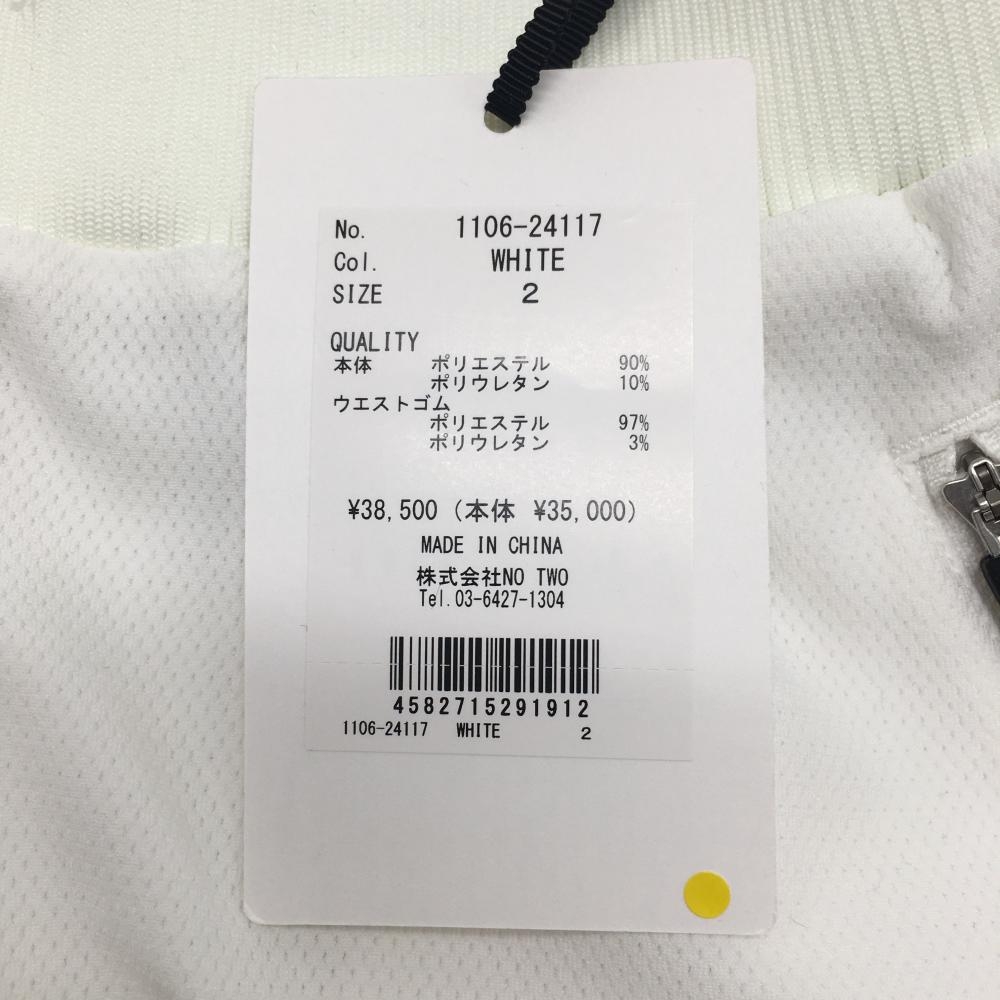 No. 1106-24117
Col. WHITE
SIZE 2
QUALITY
本体 ポリエステル 90%
ポリウレタン 10%
ウエストゴム
ポリエステル 97%
ポリウレタン 3%
¥38,500 (本体 ¥35,000)
MADE IN CHINA
株式会社NO TWO
Tel.03-6427-1304
4582715291912
1106-24117 WHITE 2